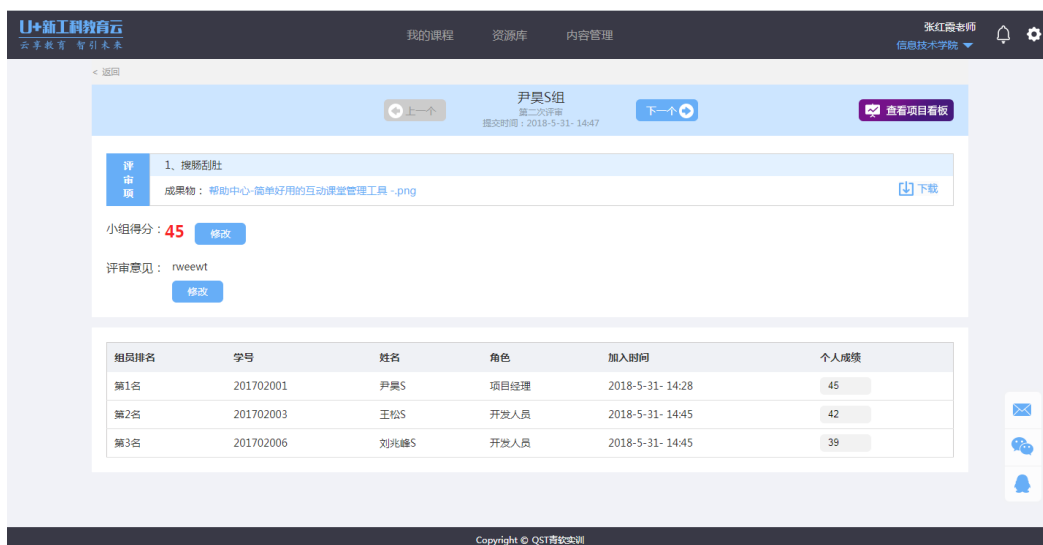 U+新工科教育云
云享教育 智引未来
我的课程 资源库 内容管理
张红霞老师
信息技术学院
< 返回
上一个
尹昊S组
第二次评审
提交时间：2018-5-31- 14:47
下一个
查看项目看板
评审项
1、搜肠刮肚
成果物： 帮助中心-简单好用的互动课堂管理工具 -.png
下载
小组得分：45 修改
评审意见： rweewt
修改
组员排名 学号 姓名 角色 加入时间 个人成绩
第1名 201702001 尹昊S 项目经理 2018-5-31- 14:28 45
第2名 201702003 王松S 开发人员 2018-5-31- 14:45 42
第3名 201702006 刘兆峰S 开发人员 2018-5-31- 14:45 39
Copyright © QST青软实训